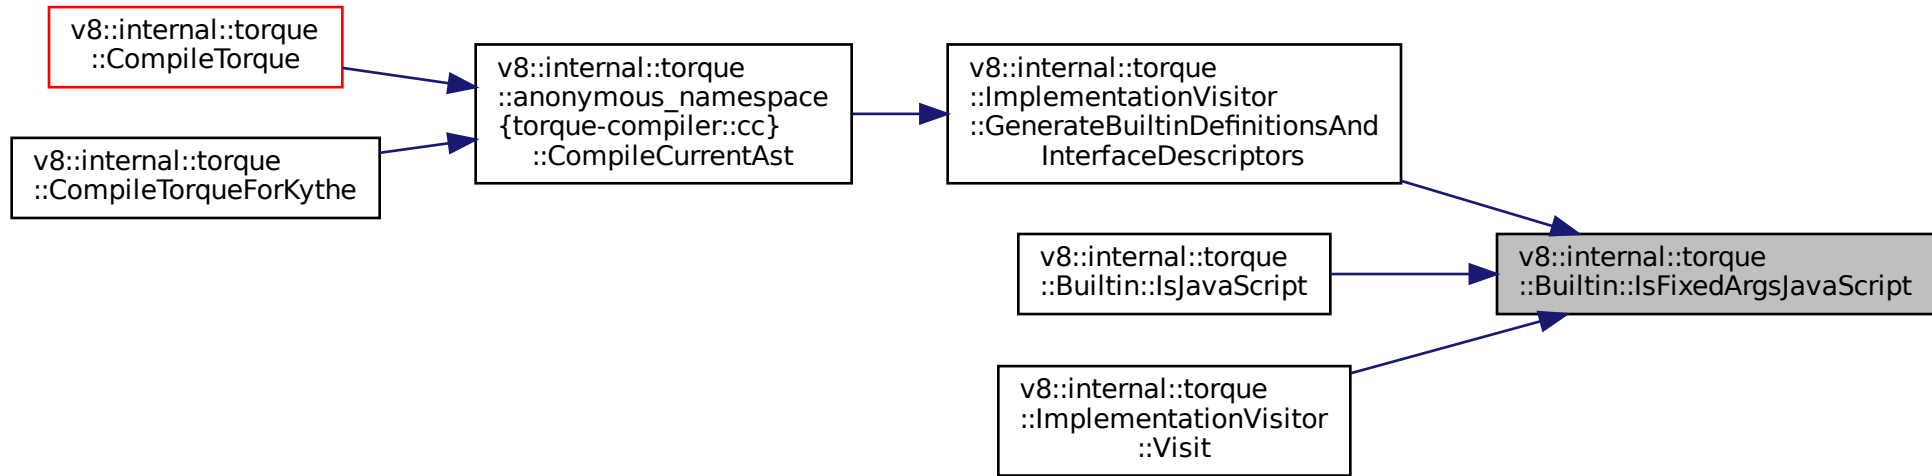 v8::internal::torque
::CompileTorque
v8::internal::torque
::CompileTorqueForKythe
v8::internal::torque
::anonymous_namespace
{torque-compiler::cc}
::CompileCurrentAst
v8::internal::torque
::ImplementationVisitor
::GenerateBuiltinDefinitionsAnd
InterfaceDescriptors
v8::internal::torque
::Builtin::IsJavaScript
v8::internal::torque
::ImplementationVisitor
::Visit
v8::internal::torque
::Builtin::IsFixedArgsJavaScript